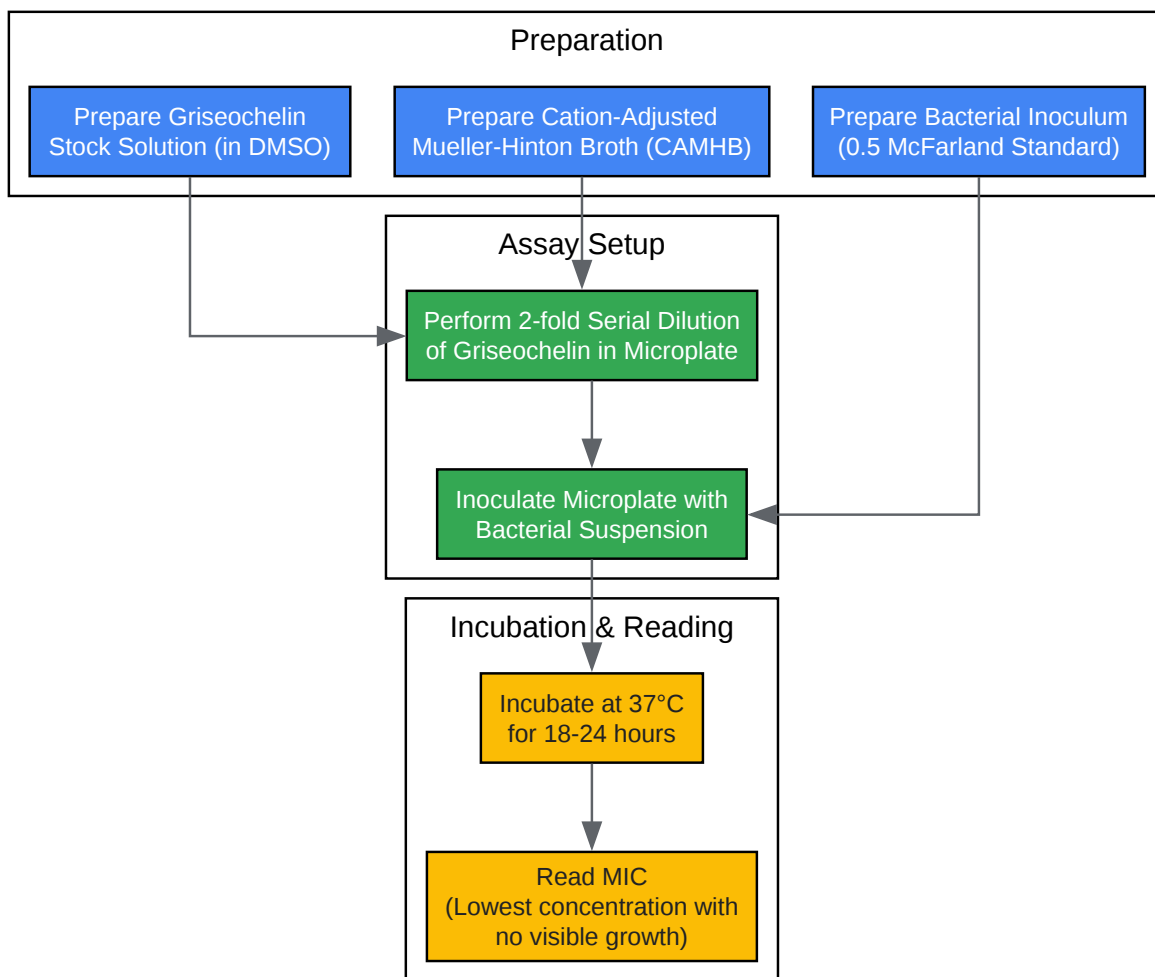 Preparation
Prepare Griseochelin
Stock Solution (in DMSO)
Prepare Cation-Adjusted
Mueller-Hinton Broth (CAMHB)
Prepare Bacterial Inoculum
(0.5 McFarland Standard)
Assay Setup
Perform 2-fold Serial Dilution
of Griseochelin in Microplate
Inoculate Microplate with
Bacterial Suspension
Incubation & Reading
Incubate at 37°C
for 18-24 hours
Read MIC
(Lowest concentration with
no visible growth)